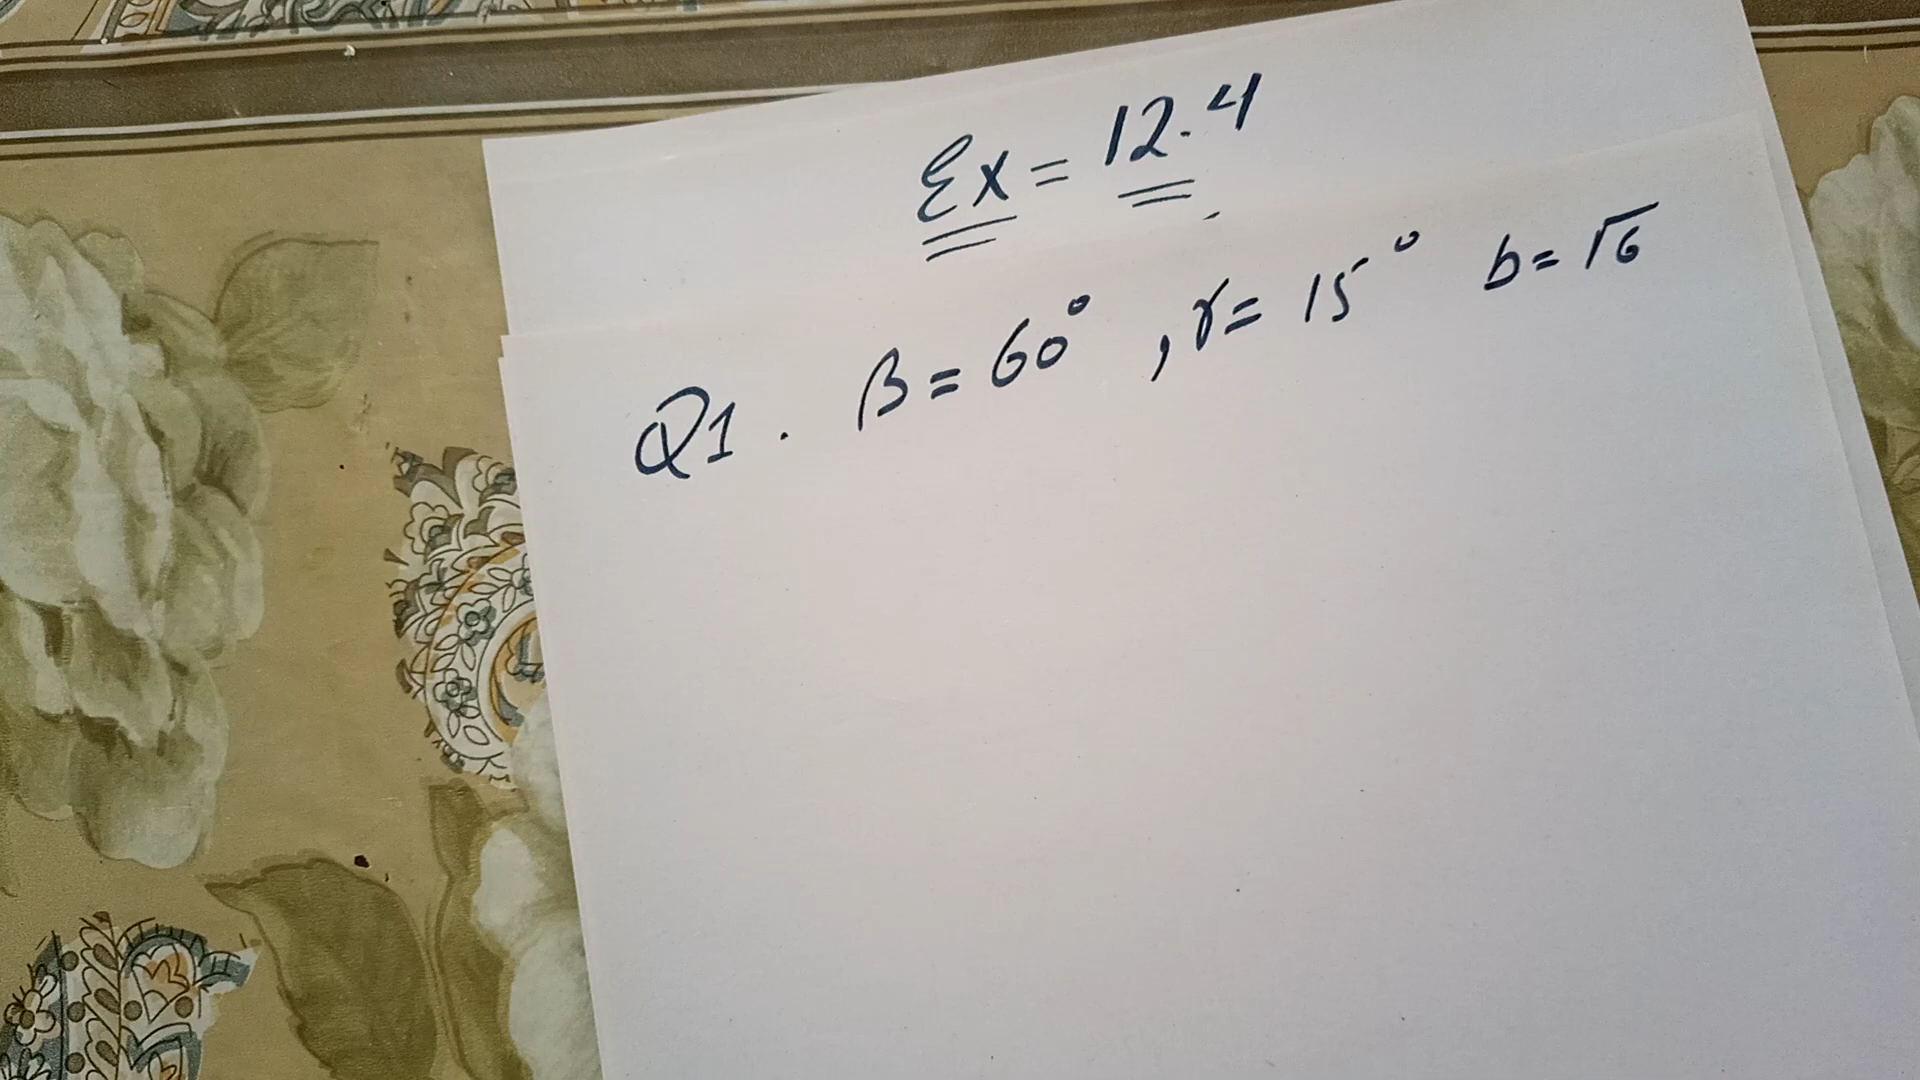 Ex = 12.4
Q1. β = 60°, γ = 15° b = √6